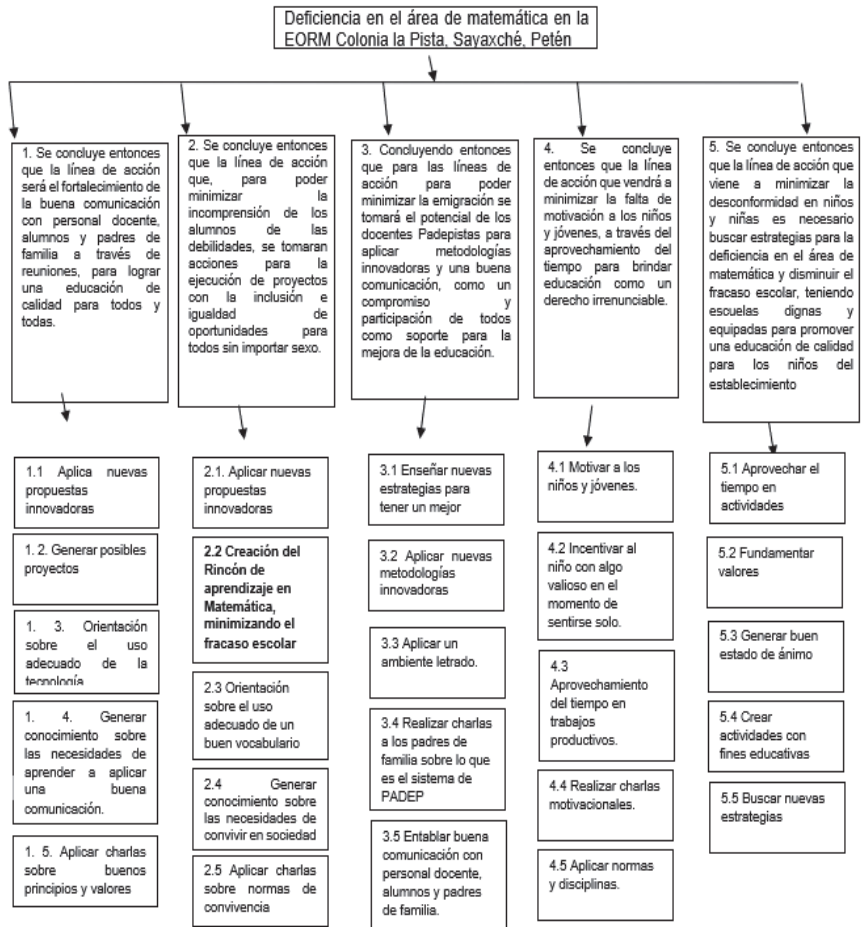 Deficiencia en el área de matemática en la
EORM Colonia la Pista, Sayaxché, Petén
1. Se concluye entonces
que la línea de acción
será el fortalecimiento de
la buena comunicación
con personal docente,
alumnos y padres de
familia a través de
reuniones, para lograr
una educación de
calidad para todos y
todas.
2. Se concluye entonces
que la línea de acción
que, para poder
minimizar la
incomprensión de los
alumnos de las
debilidades, se tomaran
acciones para la
ejecución de proyectos
con la inclusión e
igualdad de
oportunidades para
todos sin importar sexo.
3. Concluyendo entonces
que para las líneas de
acción para poder
minimizar la emigración se
tomará el potencial de los
docentes Padepistas para
aplicar metodologías
innovadoras y una buena
comunicación, como un
compromiso y
participación de todos
como soporte para la
mejora de la educación.
4. Se concluye
entonces que la línea
de acción que vendrá a
minimizar la falta de
motivación a los niños y
jóvenes, a través del
aprovechamiento del
tiempo para brindar
educación como un
derecho irrenunciable.
5. Se concluye entonces
que la línea de acción que
viene a minimizar la
desconformidad en niños
y niñas es necesario
buscar estrategias para la
deficiencia en el área de
matemática y disminuir el
fracaso escolar, teniendo
escuelas dignas y
equipadas para promover
una educación de calidad
para los niños del
establecimiento
1.1 Aplica nuevas
propuestas
innovadoras
1. 2. Generar posibles
proyectos
1. 3. Orientación
sobre el uso
adecuado de la
tecnología
1. 4. Generar
conocimiento sobre
las necesidades de
aprender a aplicar
una buena
comunicación.
1. 5. Aplicar charlas
sobre buenos
principios y valores
2.1. Aplicar nuevas
propuestas
innovadoras
2.2 Creación del
Rincón de
aprendizaje en
Matemática,
minimizando el
fracaso escolar
2.3 Orientación
sobre el uso
adecuado de un
buen vocabulario
2.4 Generar
conocimiento sobre
las necesidades de
convivir en sociedad
2.5 Aplicar charlas
sobre normas de
convivencia
3.1 Enseñar nuevas
estrategias para
tener un mejor
3.2 Aplicar nuevas
metodologías
innovadoras
3.3 Aplicar un
ambiente letrado.
3.4 Realizar charlas
a los padres de
familia sobre lo que
es el sistema de
PADEP
3.5 Entablar buena
comunicación con
personal docente,
alumnos y padres
de familia.
4.1 Motivar a los
niños y jóvenes.
4.2 Incentivar al
niño con algo
valioso en el
momento de
sentirse solo.
4.3
Aprovechamiento
del tiempo en
trabajos
productivos.
4.4 Realizar charlas
motivacionales.
4.5 Aplicar normas
y disciplinas.
5.1 Aprovechar el
tiempo en
actividades
5.2 Fundamentar
valores
5.3 Generar buen
estado de ánimo
5.4 Crear
actividades con
fines educativas
5.5 Buscar nuevas
estrategias